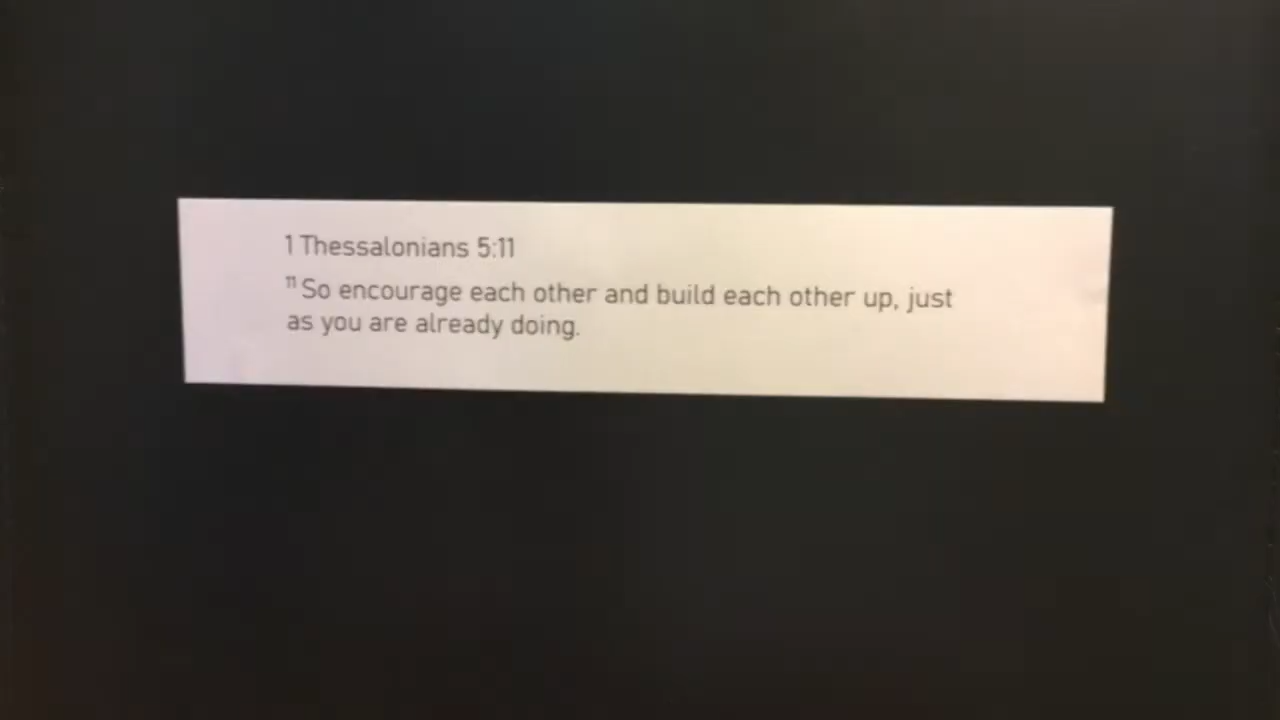 1 Thessalonians 5:11
11 So encourage each other and build each other up, just
as you are already doing.